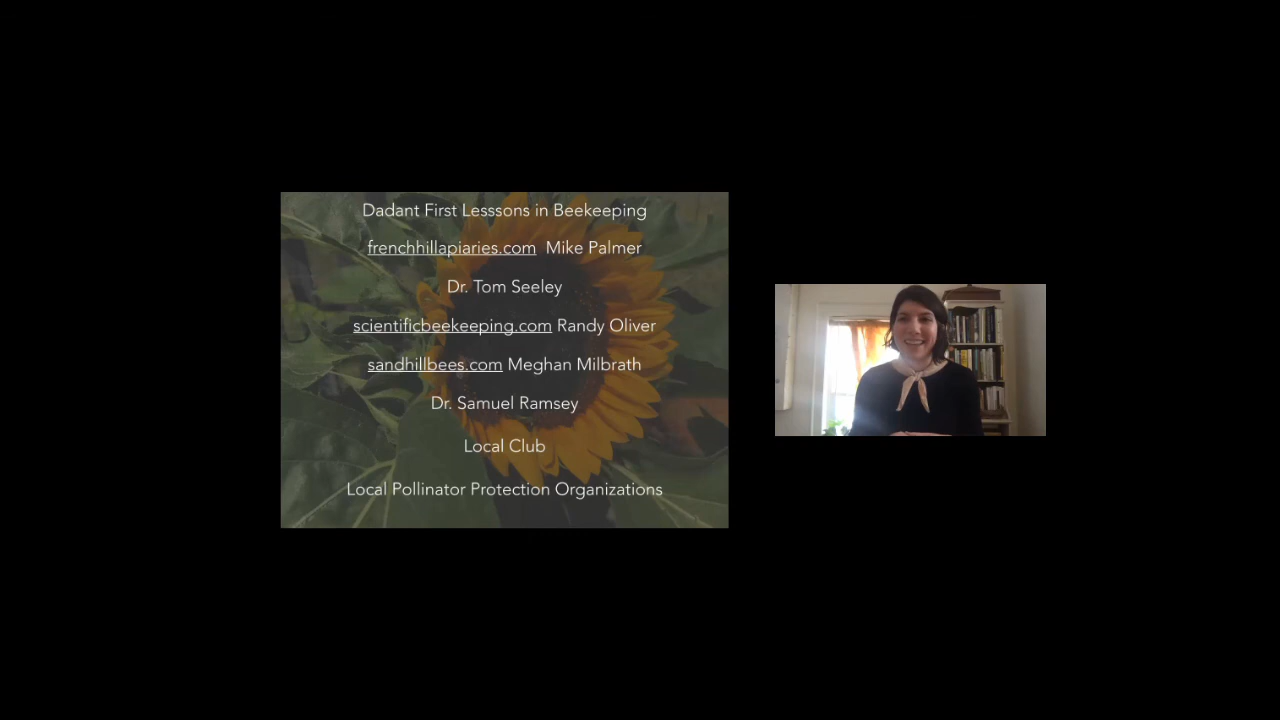 Dadant First Lesssons in Beekeeping
frenchhillapiaries.com Mike Palmer
Dr. Tom Seeley
scientificbeekeeping.com Randy Oliver
sandhillbees.com Meghan Milbrath
Dr. Samuel Ramsey
Local Club
Local Pollinator Protection Organizations